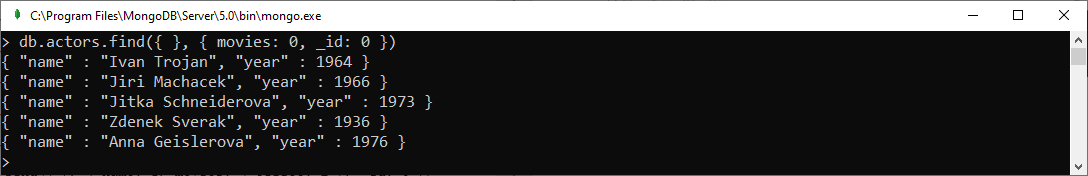 C:\Program Files\MongoDB\Server\5.0\bin\mongo.exe
> db.actors.find({ }, { movies: 0, _id: 0 })
{ "name" : "Ivan Trojan", "year" : 1964 }
{ "name" : "Jiri Machacek", "year" : 1966 }
{ "name" : "Jitka Schneiderova", "year" : 1973 }
{ "name" : "Zdenek Sverak", "year" : 1936 }
{ "name" : "Anna Geislerova", "year" : 1976 }
>